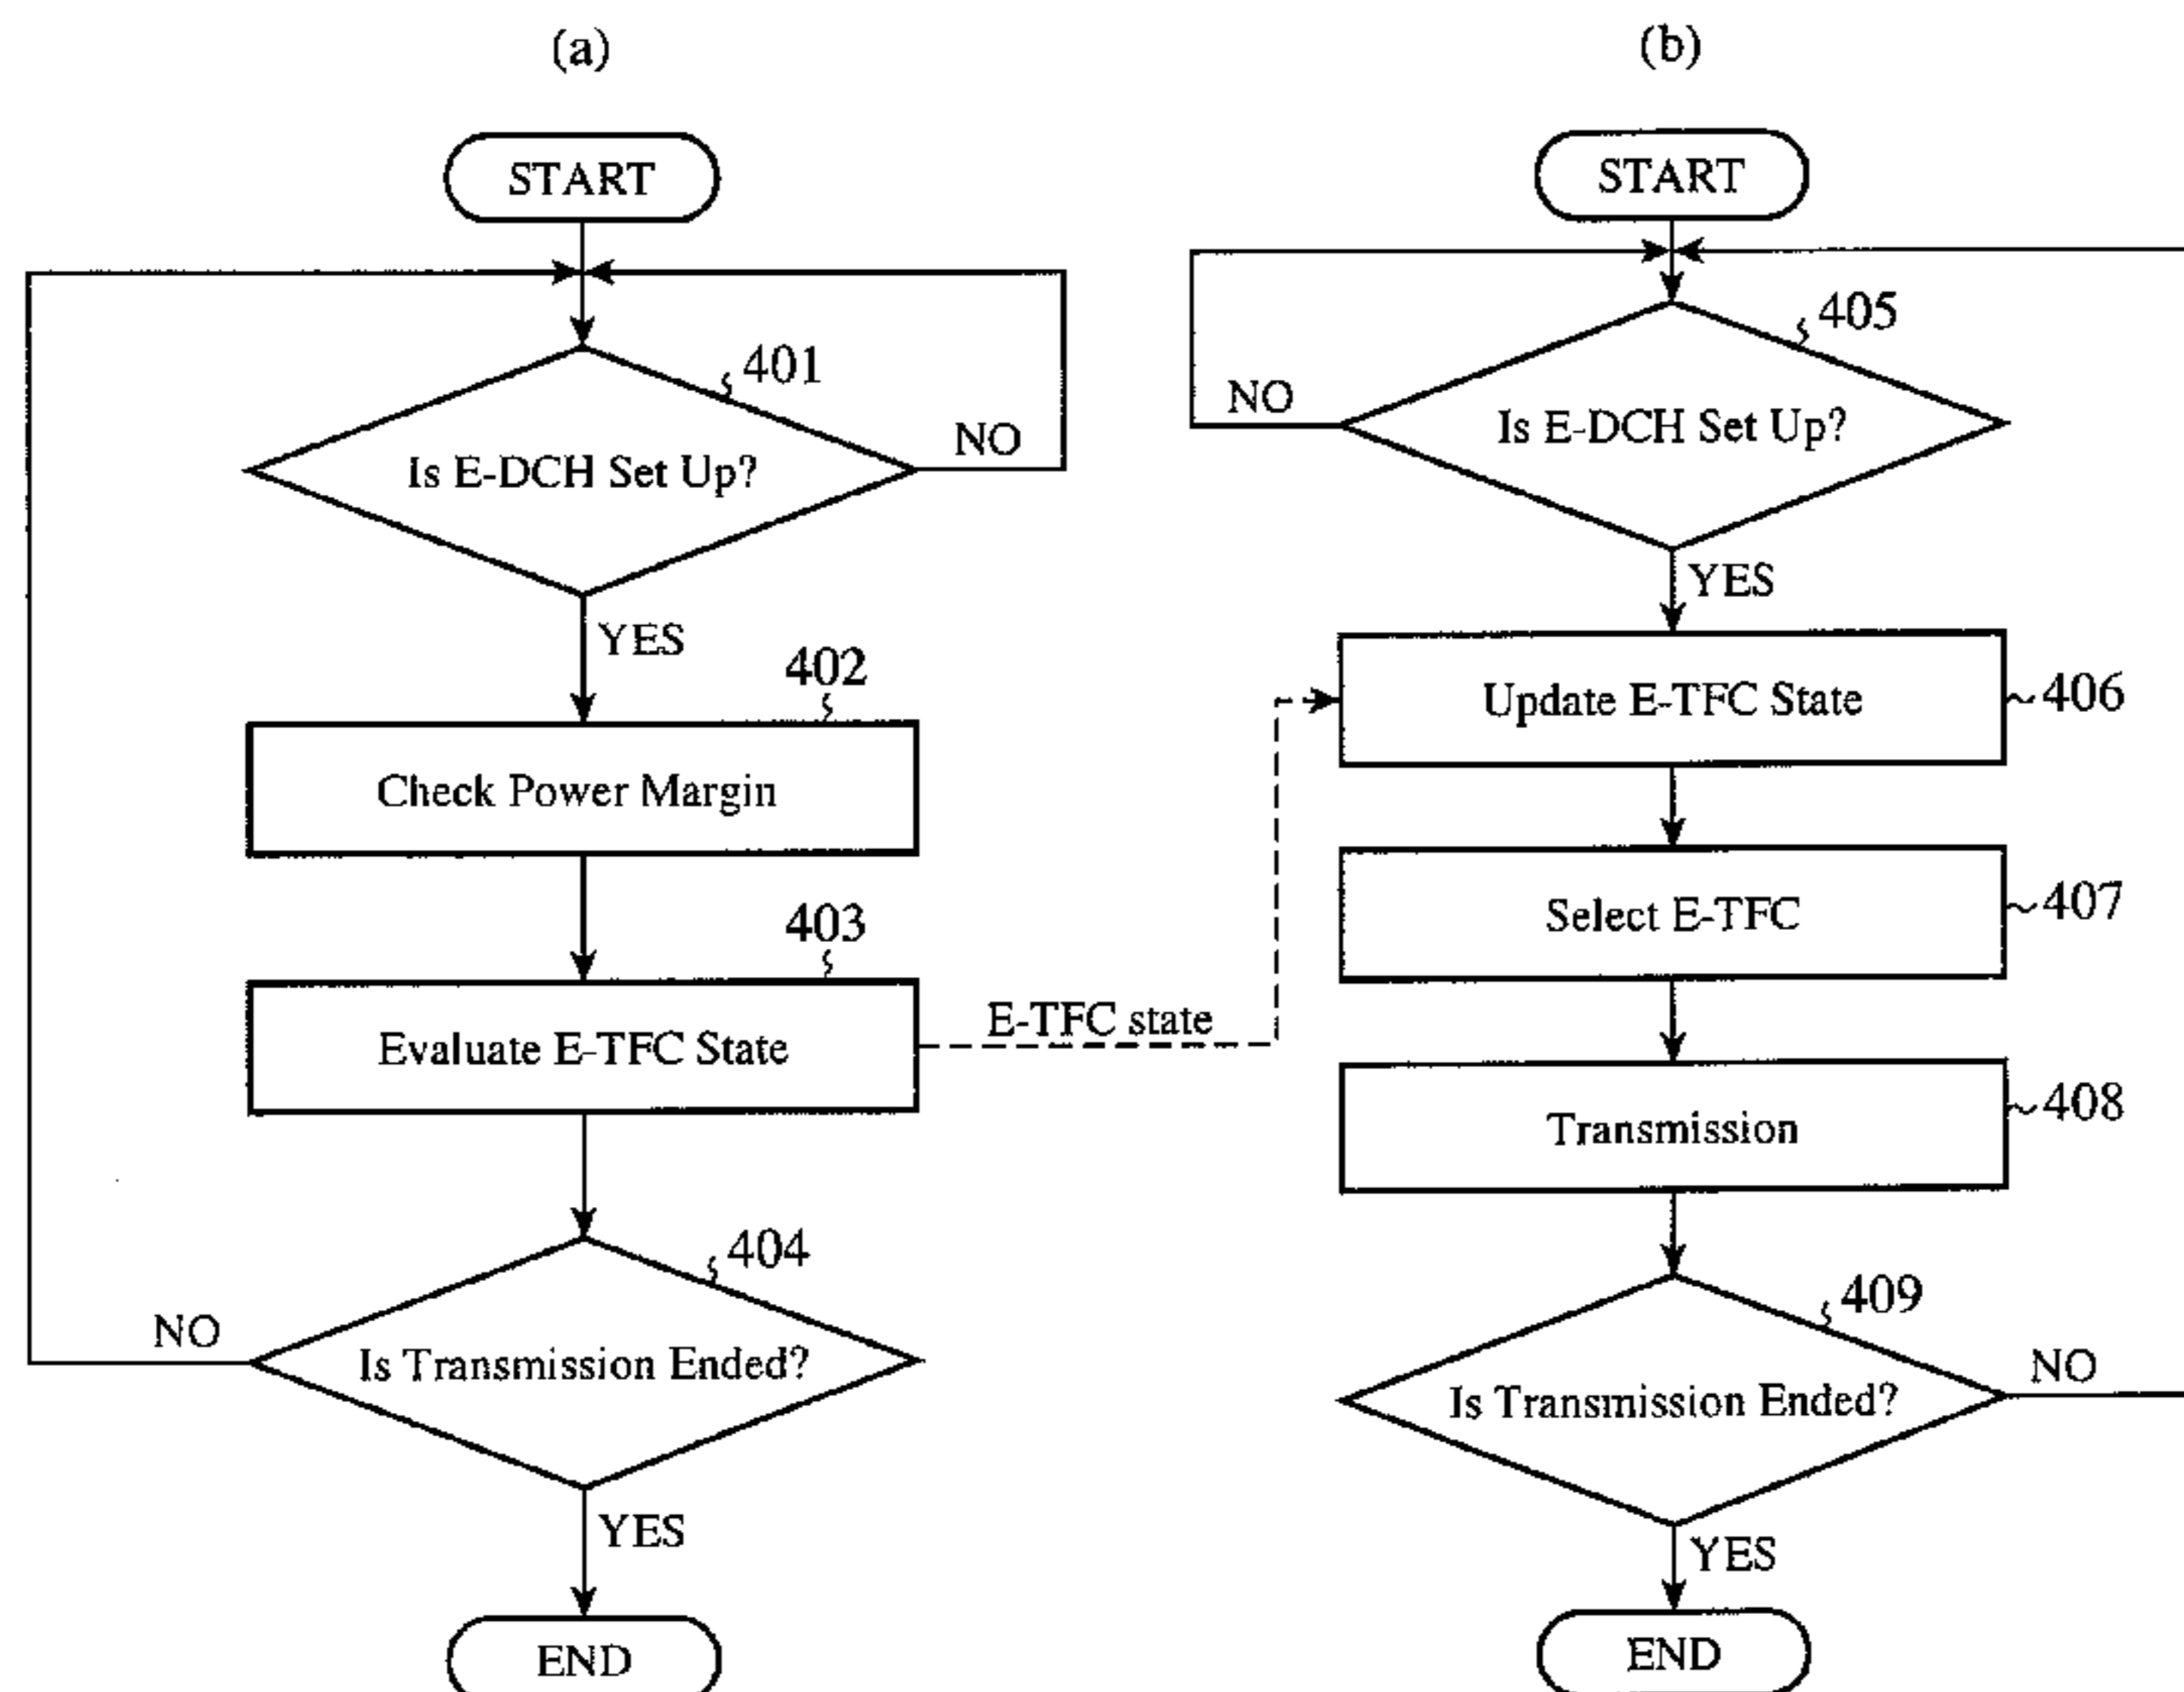 (a)
START
401
Is E-DCH Set Up?
NO
YES
402
Check Power Margin
403
Evaluate E-TFC State
E-TFC state
404
NO
Is Transmission Ended?
YES
END
(b)
START
405
NO
Is E-DCH Set Up?
YES
Update E-TFC State
406
Select E-TFC
407
Transmission
408
409
Is Transmission Ended?
NO
YES
END